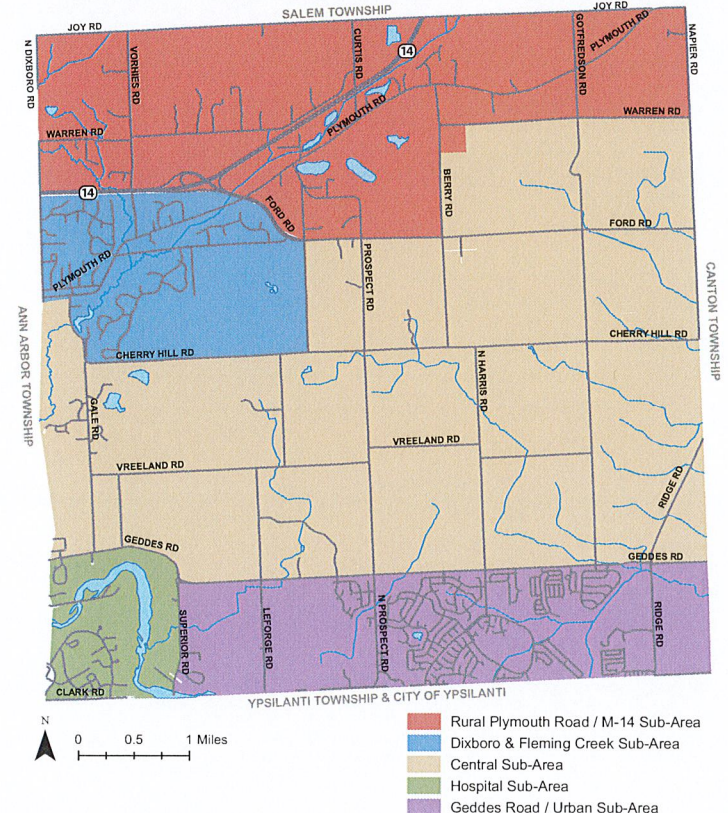 SALEM TOWNSHIP
JOY RD
JOY RD
N DIXBORO RD
VORHIES RD
CURTIS RD
14
GOTFREDSON RD
PLYMOUTH RD
NAPIER RD
WARREN RD
PLYMOUTH RD
WARREN RD
14
BERRY RD
FORD RD
FORD RD
PLYMOUTH RD
PROSPECT RD
CANTON TOWNSHIP
ANN ARBOR TOWNSHIP
CHERRY HILL RD
CHERRY HILL RD
N HARRIS RD
GALE RD
VREELAND RD
VREELAND RD
RIDGE RD
GEDDES RD
GEDDES RD
SUPERIOR RD
LEFORGE RD
N PROSPECT RD
RIDGE RD
CLARK RD
YPSILANTI TOWNSHIP & CITY OF YPSILANTI
N
0 0.5 1 Miles
Rural Plymouth Road / M-14 Sub-Area
Dixboro & Fleming Creek Sub-Area
Central Sub-Area
Hospital Sub-Area
Geddes Road / Urban Sub-Area